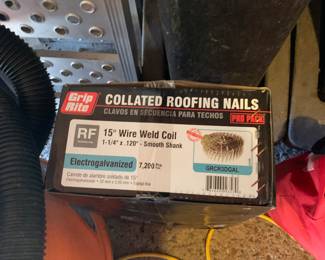 Grip Rite
COLLATED ROOFING NAILS
CLAVOS EN SECUENCIA PARA TECHOS
PRO PACK
RF
15° Wire Weld Coil
1-1/4" x .120" - Smooth Shank
Electrogalvanized
7,200
GRCR3DGAL